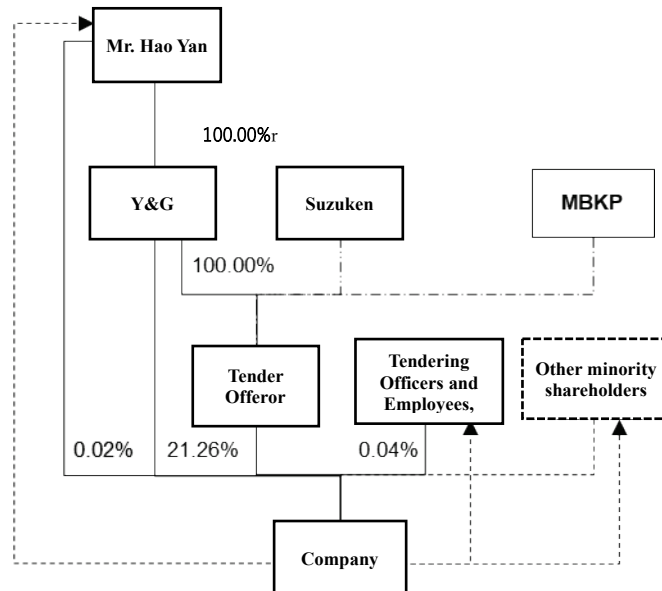 Mr. Hao Yan
100.00%r
Y&G
Suzuken
MBKP
100.00%
Tender
Offeror
Tendering
Officers and
Employees,
Other minority
shareholders
0.02%
21.26%
0.04%
Company